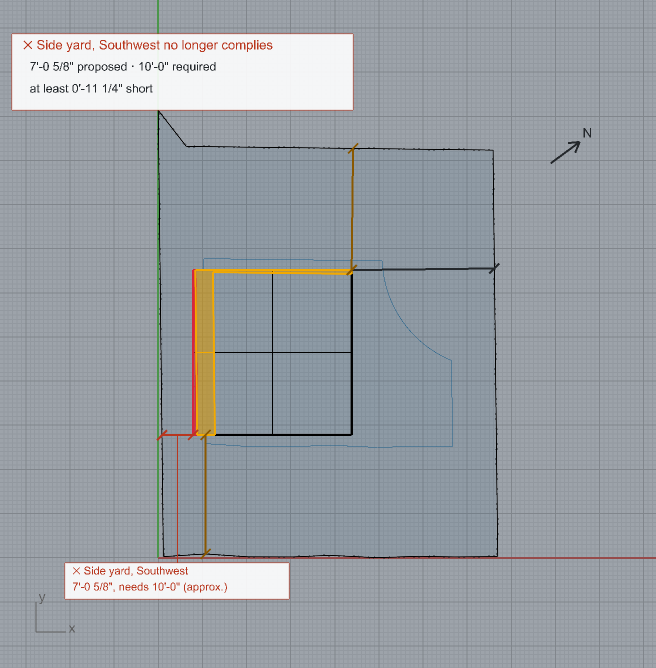 × Side yard, Southwest no longer complies
7'-0 5/8" proposed · 10'-0" required
at least 0'-11 1/4" short
N
× Side yard, Southwest
7'-0 5/8", needs 10'-0" (approx.)
y
x